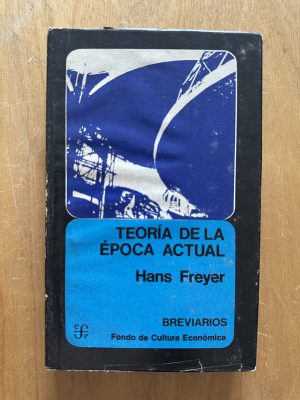 TEORÍA DE LA
ÉPOCA ACTUAL
Hans Freyer
BREVIARIOS
Fondo de Cultura Económica